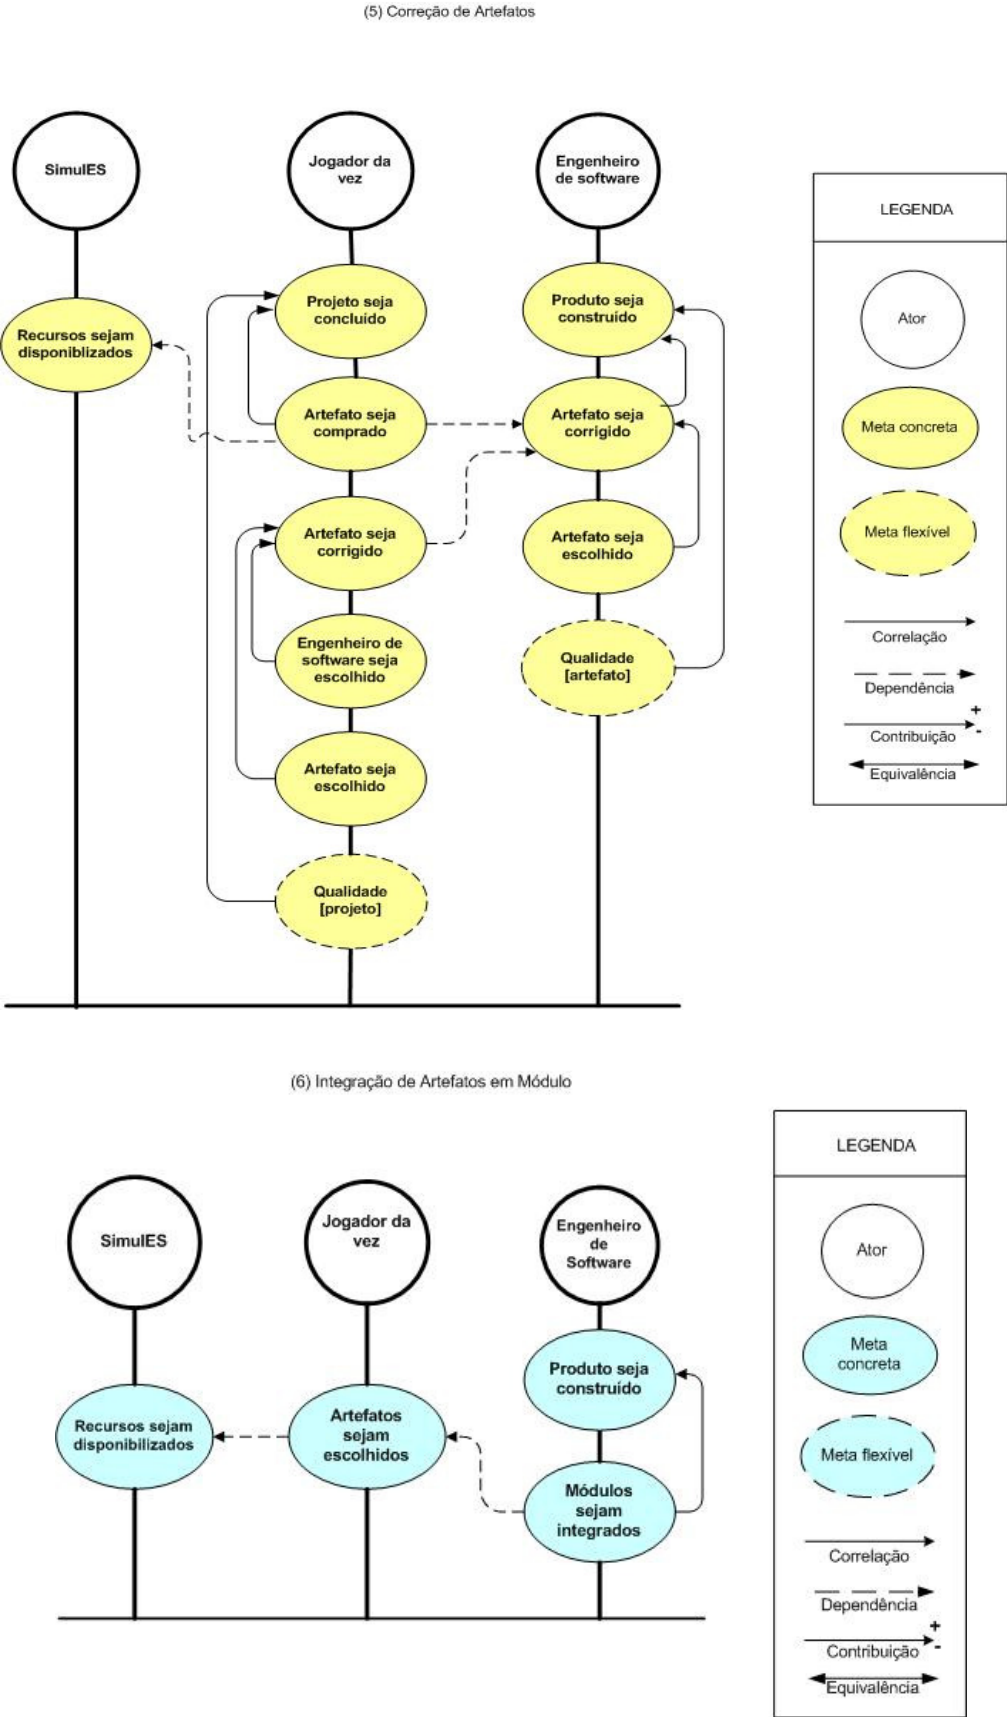 (5) Correção de Artefatos
SimulES
Jogador da
vez
Engenheiro
de software
LEGENDA
Projeto seja
concluído
Produto seja
construído
Ator
Recursos sejam
disponiblizados
Artefato seja
comprado
Artefato seja
corrigido
Meta concreta
Artefato seja
corrigido
Artefato seja
escolhido
Meta flexível
Engenheiro de
software seja
escolhido
Qualidade
[artefato]
Correlação
Dependência
+
-
Contribuição
Equivalência
Artefato seja
escolhido
Qualidade
[projeto]
(6) Integração de Artefatos em Módulo
LEGENDA
SimulES
Jogador da
vez
Engenheiro
de
Software
Ator
Produto seja
construído
Meta
concreta
Recursos sejam
disponibilizados
Artefatos
sejam
escolhidos
Meta flexível
Módulos
sejam
integrados
Correlação
Dependência
+
-
Contribuição
Equivalência